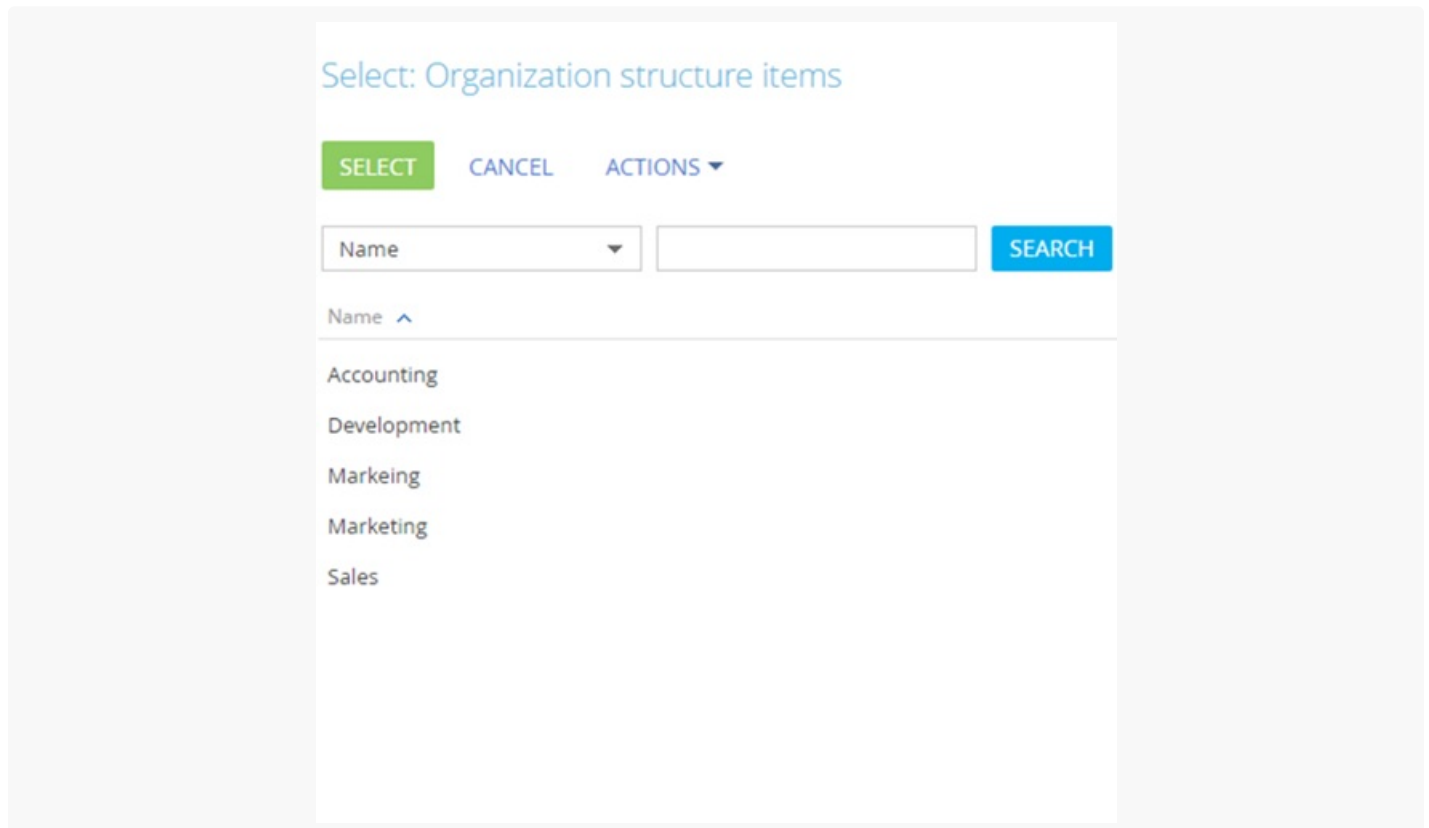 Select: Organization structure items
SELECT CANCEL ACTIONS
Name SEARCH
Name
Accounting
Development
Markeing
Marketing
Sales